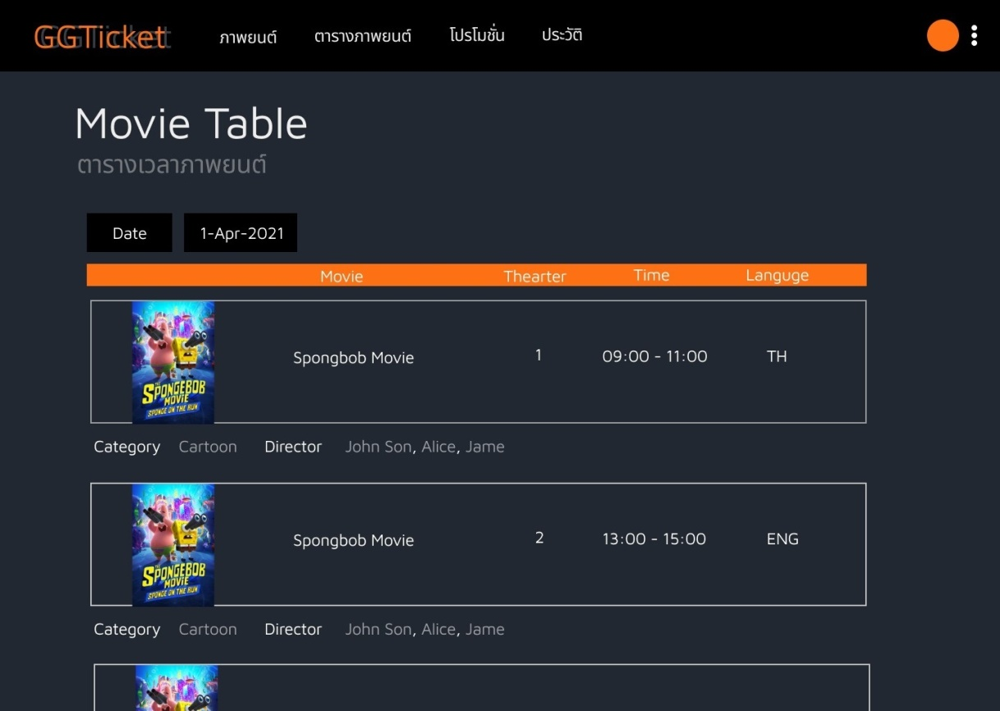 GGTicket ภาพยนต์ ตารางภาพยนต์ โปรโมชั่น ประวัติ
Movie Table
ตารางเวลาภาพยนต์
Date 1-Apr-2021
Movie Thearter Time Languge
THE
SPONGEBOB
MOVIE
SPONGE ON THE RUN
Spongbob Movie 1 09:00 - 11:00 TH
Category Cartoon Director John Son, Alice, Jame
THE
SPONGEBOB
MOVIE
SPONGE ON THE RUN
Spongbob Movie 2 13:00 - 15:00 ENG
Category Cartoon Director John Son, Alice, Jame